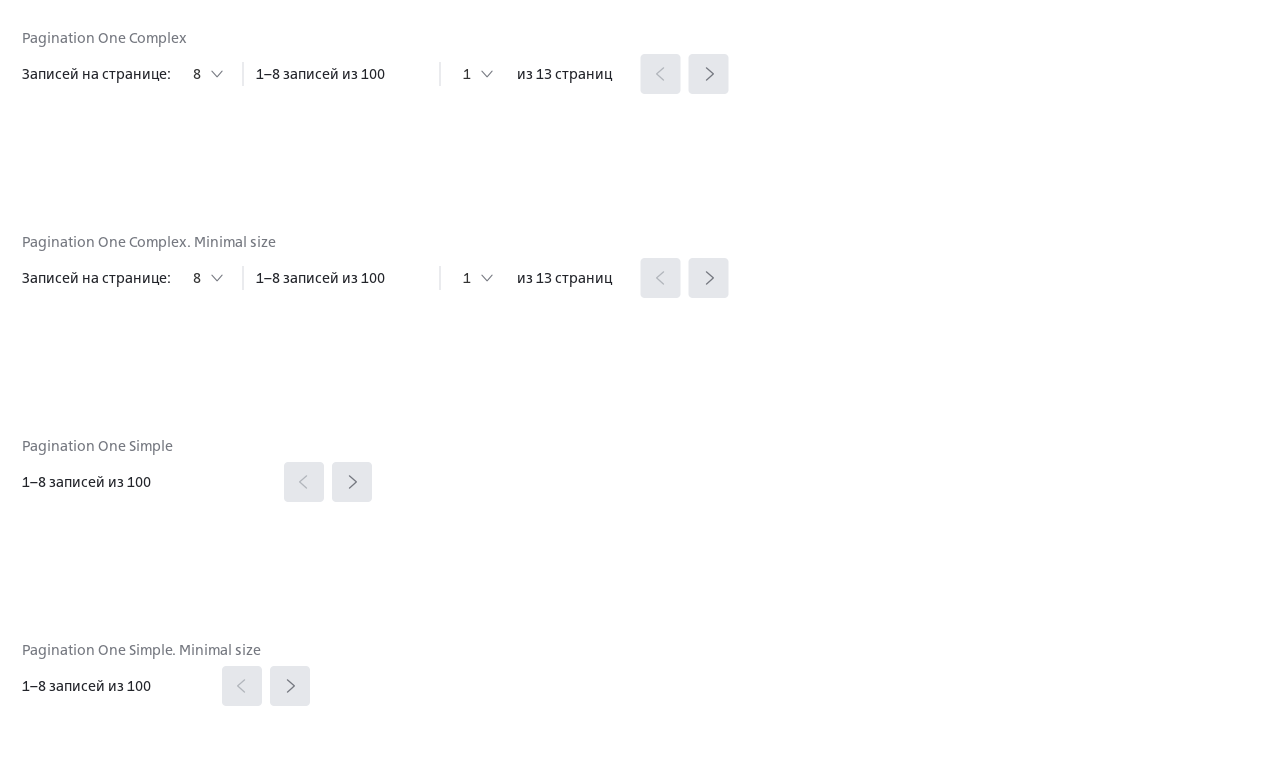 Pagination One Complex
Записей на странице: 8 1–8 записей из 100 1 из 13 страниц
Pagination One Complex. Minimal size
Записей на странице: 8 1–8 записей из 100 1 из 13 страниц
Pagination One Simple
1–8 записей из 100
Pagination One Simple. Minimal size
1–8 записей из 100